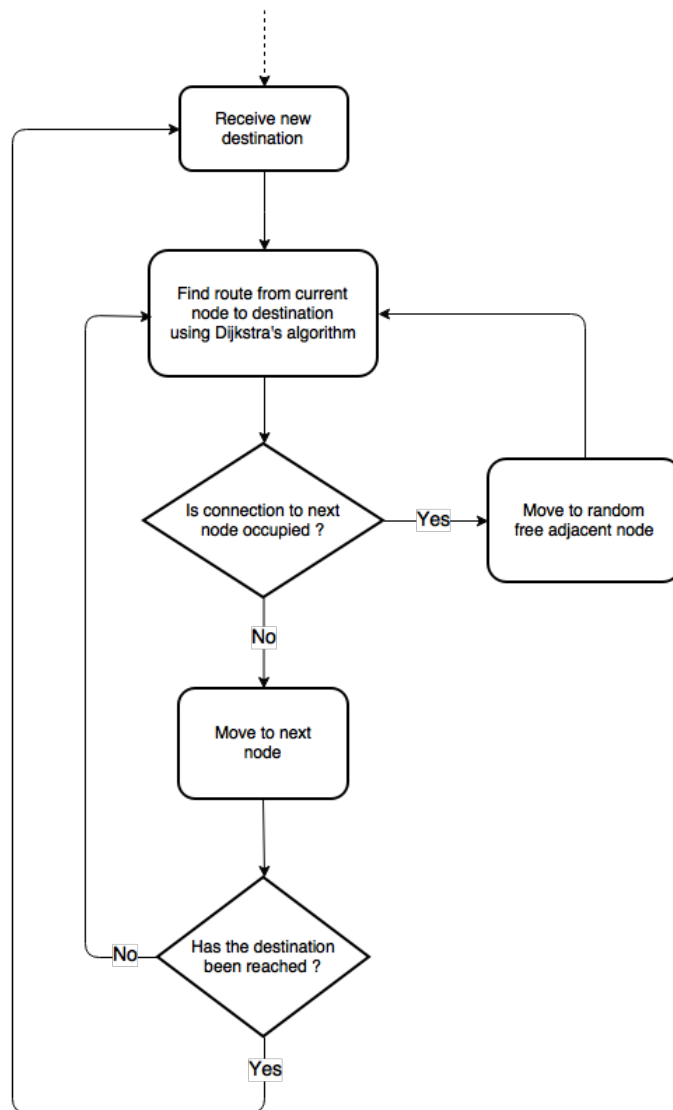 Receive new
destination
Find route from current
node to destination
using Dijkstra's algorithm
Is connection to next
node occupied ?
Yes
Move to random
free adjacent node
No
Move to next
node
Has the destination
been reached ?
No
Yes